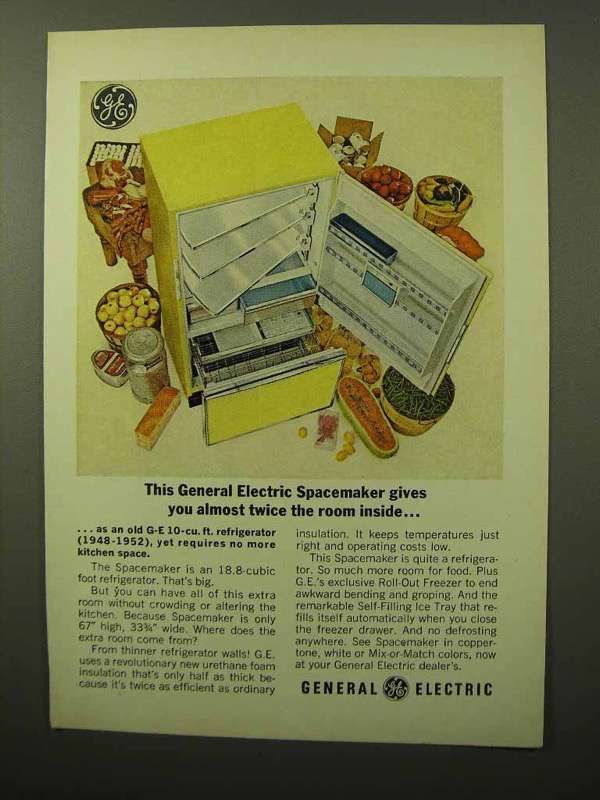 GE
This General Electric Spacemaker gives
you almost twice the room inside...
... as an old G-E 10-cu. ft. refrigerator
(1948-1952), yet requires no more
kitchen space.
The Spacemaker is an 18.8-cubic
foot refrigerator. That's big.
But you can have all of this extra
room without crowding or altering the
kitchen. Because Spacemaker is only
67" high, 33¾" wide. Where does the
extra room come from?
From thinner refrigerator walls! G.E.
uses a revolutionary new urethane foam
insulation that's only half as thick be-
cause it's twice as efficient as ordinary
insulation. It keeps temperatures just
right and operating costs low.
This Spacemaker is quite a refrigera-
tor. So much more room for food. Plus
G.E.'s exclusive Roll-Out Freezer to end
awkward bending and groping. And the
remarkable Self-Filling Ice Tray that re-
fills itself automatically when you close
the freezer drawer. And no defrosting
anywhere. See Spacemaker in copper-
tone, white or Mix-or-Match colors, now
at your General Electric dealer's.
GENERAL GE ELECTRIC